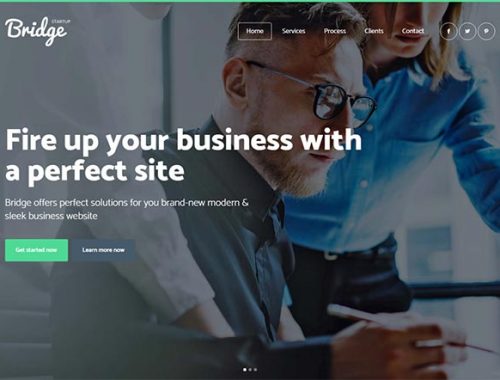 STARTUP
Bridge
Home Services Process Clients Contact
Fire up your business with
a perfect site
Bridge offers perfect solutions for you brand-new modern &
sleek business website
Get started now Learn more now